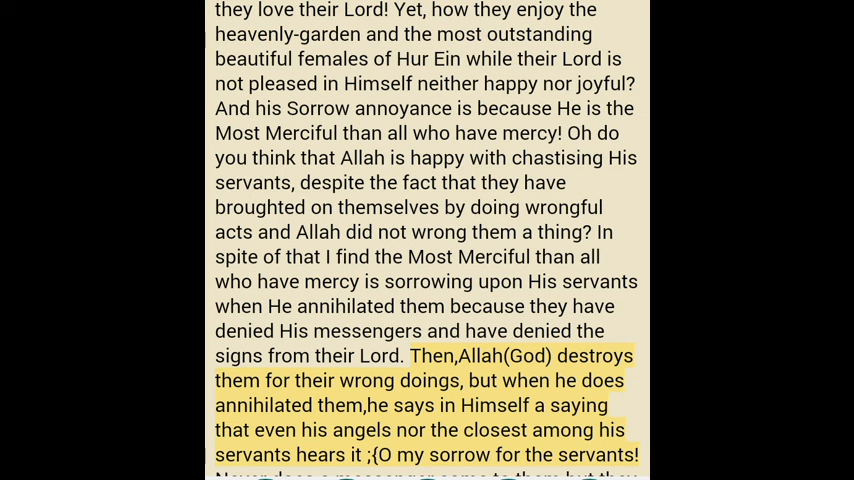 they love their Lord! Yet, how they enjoy the
heavenly-garden and the most outstanding
beautiful females of Hur Ein while their Lord is
not pleased in Himself neither happy nor joyful?
And his Sorrow annoyance is because He is the
Most Merciful than all who have mercy! Oh do
you think that Allah is happy with chastising His
servants, despite the fact that they have
broughted on themselves by doing wrongful
acts and Allah did not wrong them a thing? In
spite of that I find the Most Merciful than all
who have mercy is sorrowing upon His servants
when He annihilated them because they have
denied His messengers and have denied the
signs from their Lord. Then,Allah(God) destroys
them for their wrong doings, but when he does
annihilated them,he says in Himself a saying
that even his angels nor the closest among his
servants hears it ;{O my sorrow for the servants!